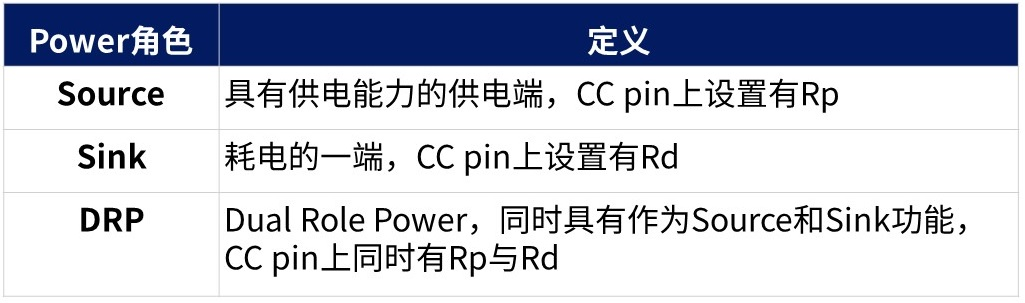 Power角色 定义
Source 具有供电能力的供电端，CC pin上设置有Rp
Sink 耗电的一端，CC pin上设置有Rd
DRP Dual Role Power，同时具有作为Source和Sink功能，
CC pin上同时有Rp与Rd